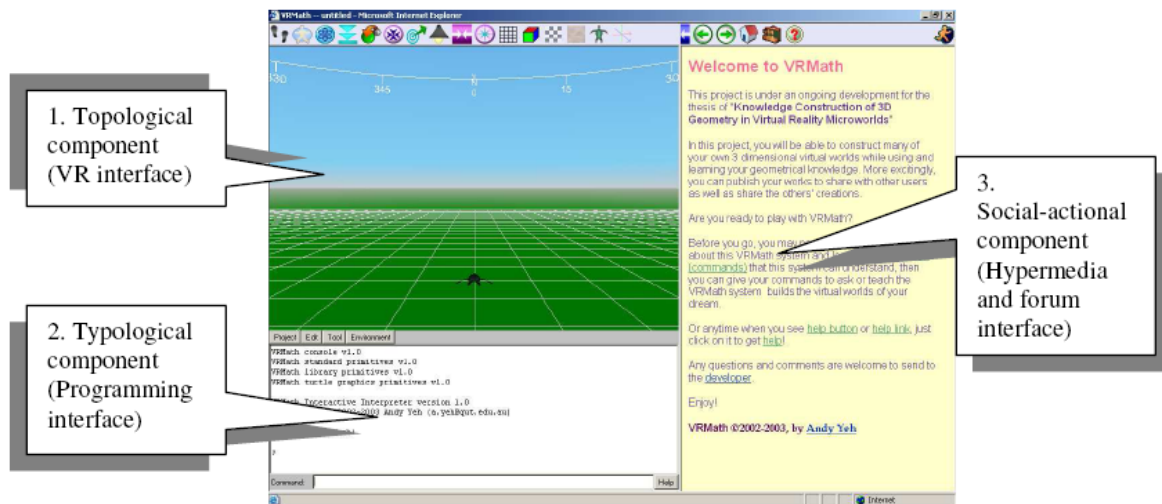 VRMath -- untitled - Microsoft Internet Explorer
1. Topological
component
(VR interface)
330
345
N
0
15
30
2. Typological
component
(Programming
interface)
Project Edit Tool Environment
VRMath console v1.0
VRMath standard primitives v1.0
VRMath library primitives v1.0
VRMath turtle graphics primitives v1.0
VRMath Interactive Interpreter version 1.0
2002-2003 Andy Yeh (a.yeh@qut.edu.au)
?
Command:
Help
Welcome to VRMath
This project is under an ongoing development for the
thesis of "Knowledge Construction of 3D
Geometry in Virtual Reality Microworlds"
In this project, you will be able to construct many of
your own 3 dimensional virtual worlds while using and
learning your geometrical knowledge. More excitingly,
you can publish your works to share with other users
as well as share the others' creations.
Are you ready to play with VRMath?
Before you go, you may
about this VRMath system and
(commands) that this system can understand, then
you can give your commands to ask or teach the
VRMath system builds the virtual worlds of your
dream.
Or anytime when you see help button or help link, just
click on it to get help!
Any questions and comments are welcome to send to
the developer.
Enjoy!
VRMath ©2002-2003, by Andy Yeh
3.
Social-actional
component
(Hypermedia
and forum
interface)
Internet